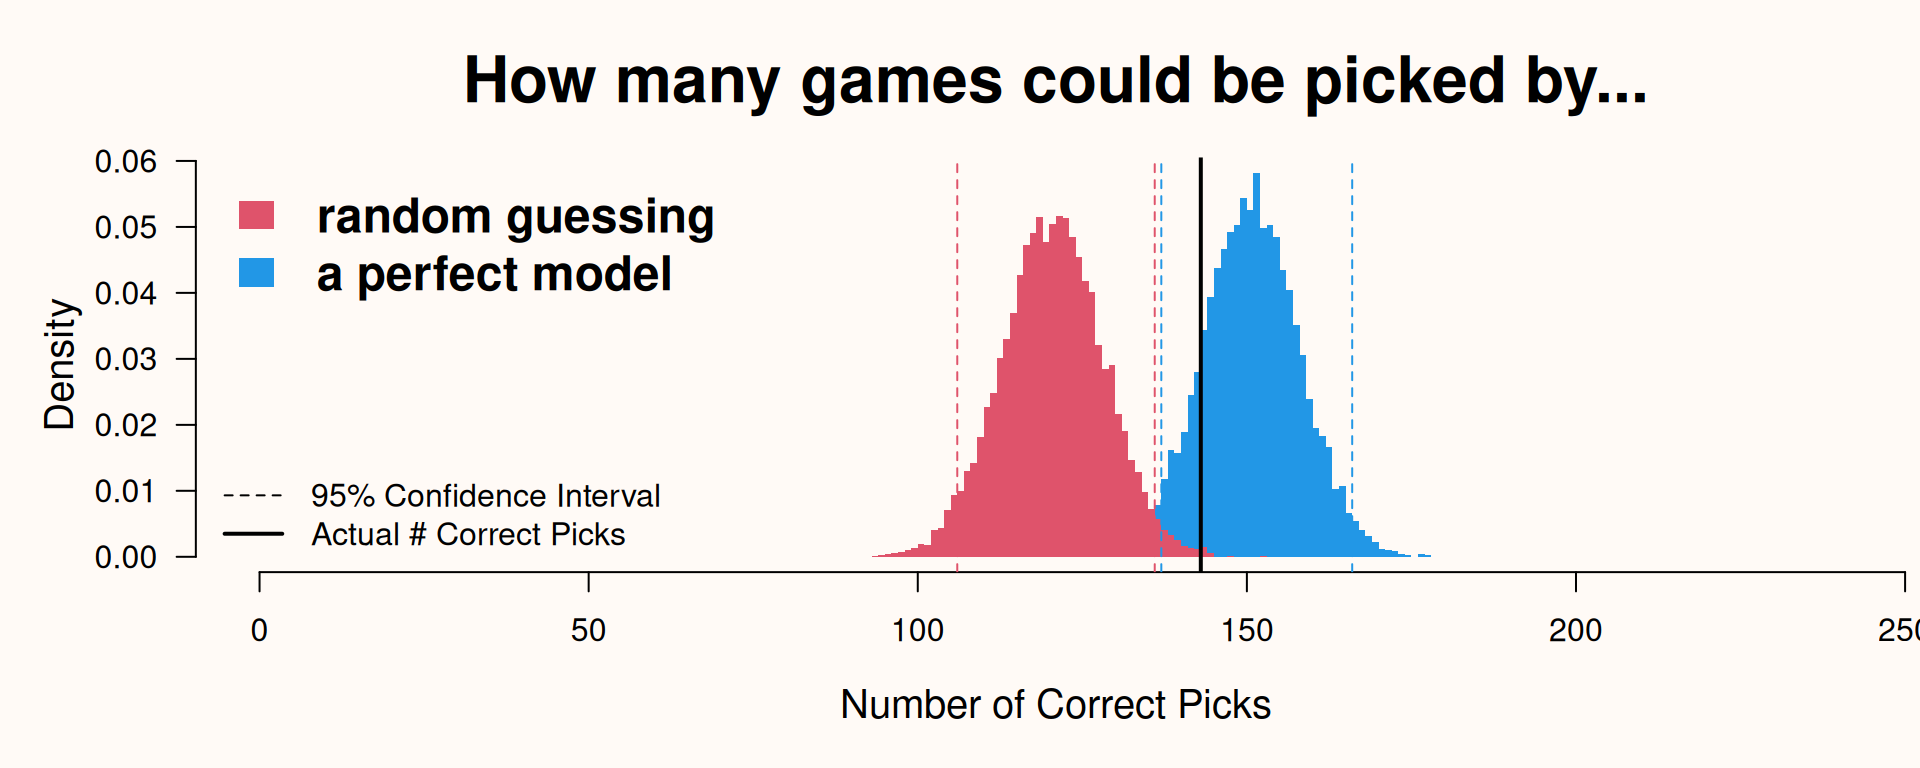 How many games could be picked by...
0.06
0.05
0.04
0.03
0.02
0.01
0.00
Density
random guessing
a perfect model
95% Confidence Interval
Actual # Correct Picks
0 50 100 150 200 250
Number of Correct Picks